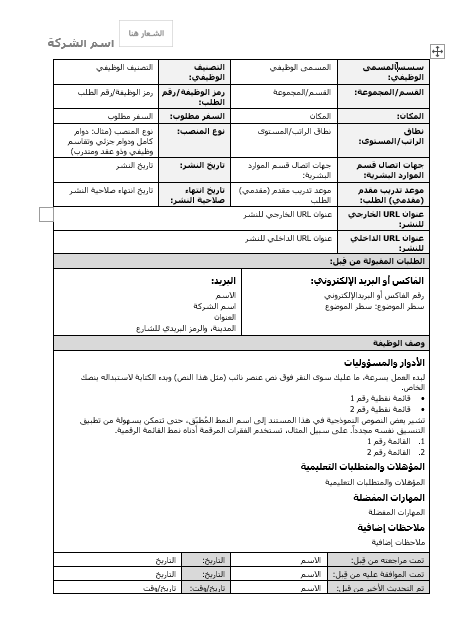 الشعار هنا
اسم الشركة
المسمى الوظيفي: المسمى الوظيفي التصنيف الوظيفي: التصنيف الوظيفي
القسم/المجموعة: القسم/المجموعة رمز الوظيفة/رقم الطلب: رمز الوظيفة/رقم الطلب
المكان: المكان السفر مطلوب: السفر مطلوب
نطاق الراتب/المستوى: نطاق الراتب/المستوى نوع المنصب: نوع المنصب (مثال: دوام كامل ودوام جزئي وتقاسم وظيفي وذو عقد ومتدرب)
جهات اتصال قسم الموارد البشرية: جهات اتصال قسم الموارد البشرية: تاريخ النشر: تاريخ النشر
موعد تدريب مقدم (مقدمي) الطلب: موعد تدريب مقدم (مقدمي) الطلب تاريخ انتهاء صلاحية النشر: تاريخ انتهاء صلاحية النشر
عنوان URL الخارجي للنشر: عنوان URL الخارجي للنشر
عنوان URL الداخلي للنشر: عنوان URL الداخلي للنشر
الطلبات المقبولة من قِبل:
الفاكس أو البريد الإلكتروني:
رقم الفاكس أو البريدالإلكتروني
سطر الموضوع: سطر الموضوع
البريد:
الاسم
اسم الشركة
العنوان
المدينة، والرمز البريدي للشارع
وصف الوظيفة
الأدوار والمسؤوليات
لبدء العمل بسرعة، ما عليك سوى النقر فوق نص عنصر نائب (مثل هذا النص) وبدء الكتابة لاستبداله بنصك
الخاص.
• قائمة نقطية رقم 1
• قائمة نقطية رقم 2
تشير بعض النصوص النموذجية في هذا المستند إلى اسم النمط المُطبّق، حتى تتمكن بسهولة من تطبيق
التنسيق نفسه مجدداً. على سبيل المثال، تستخدم الفقرات المرقمة أدناه نمط القائمة الرقمية.
1. القائمة رقم 1
2. القائمة رقم 2
المؤهلات والمتطلبات التعليمية
المؤهلات والمتطلبات التعليمية
المهارات المفضلة
المهارات المفضلة
ملاحظات إضافية
ملاحظات إضافية
تمت مراجعته من قِبل: الاسم التاريخ: التاريخ
تمت الموافقة عليه من قِبل: الاسم التاريخ: التاريخ
تم التحديث الأخير من قبل: الاسم التاريخ/وقت: التاريخ/وقت